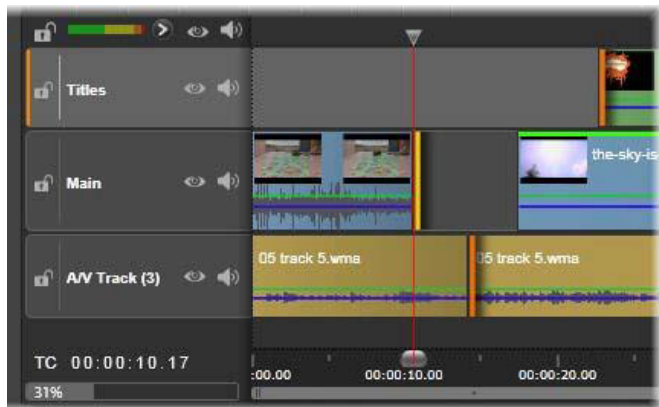 Titles
Main
the-sky-is
A/V Track (3)
05 track 5.wma
05 track 5.wma
TC 00:00:10.17
:00.00 00:00:10.00 00:00:20.00
31%